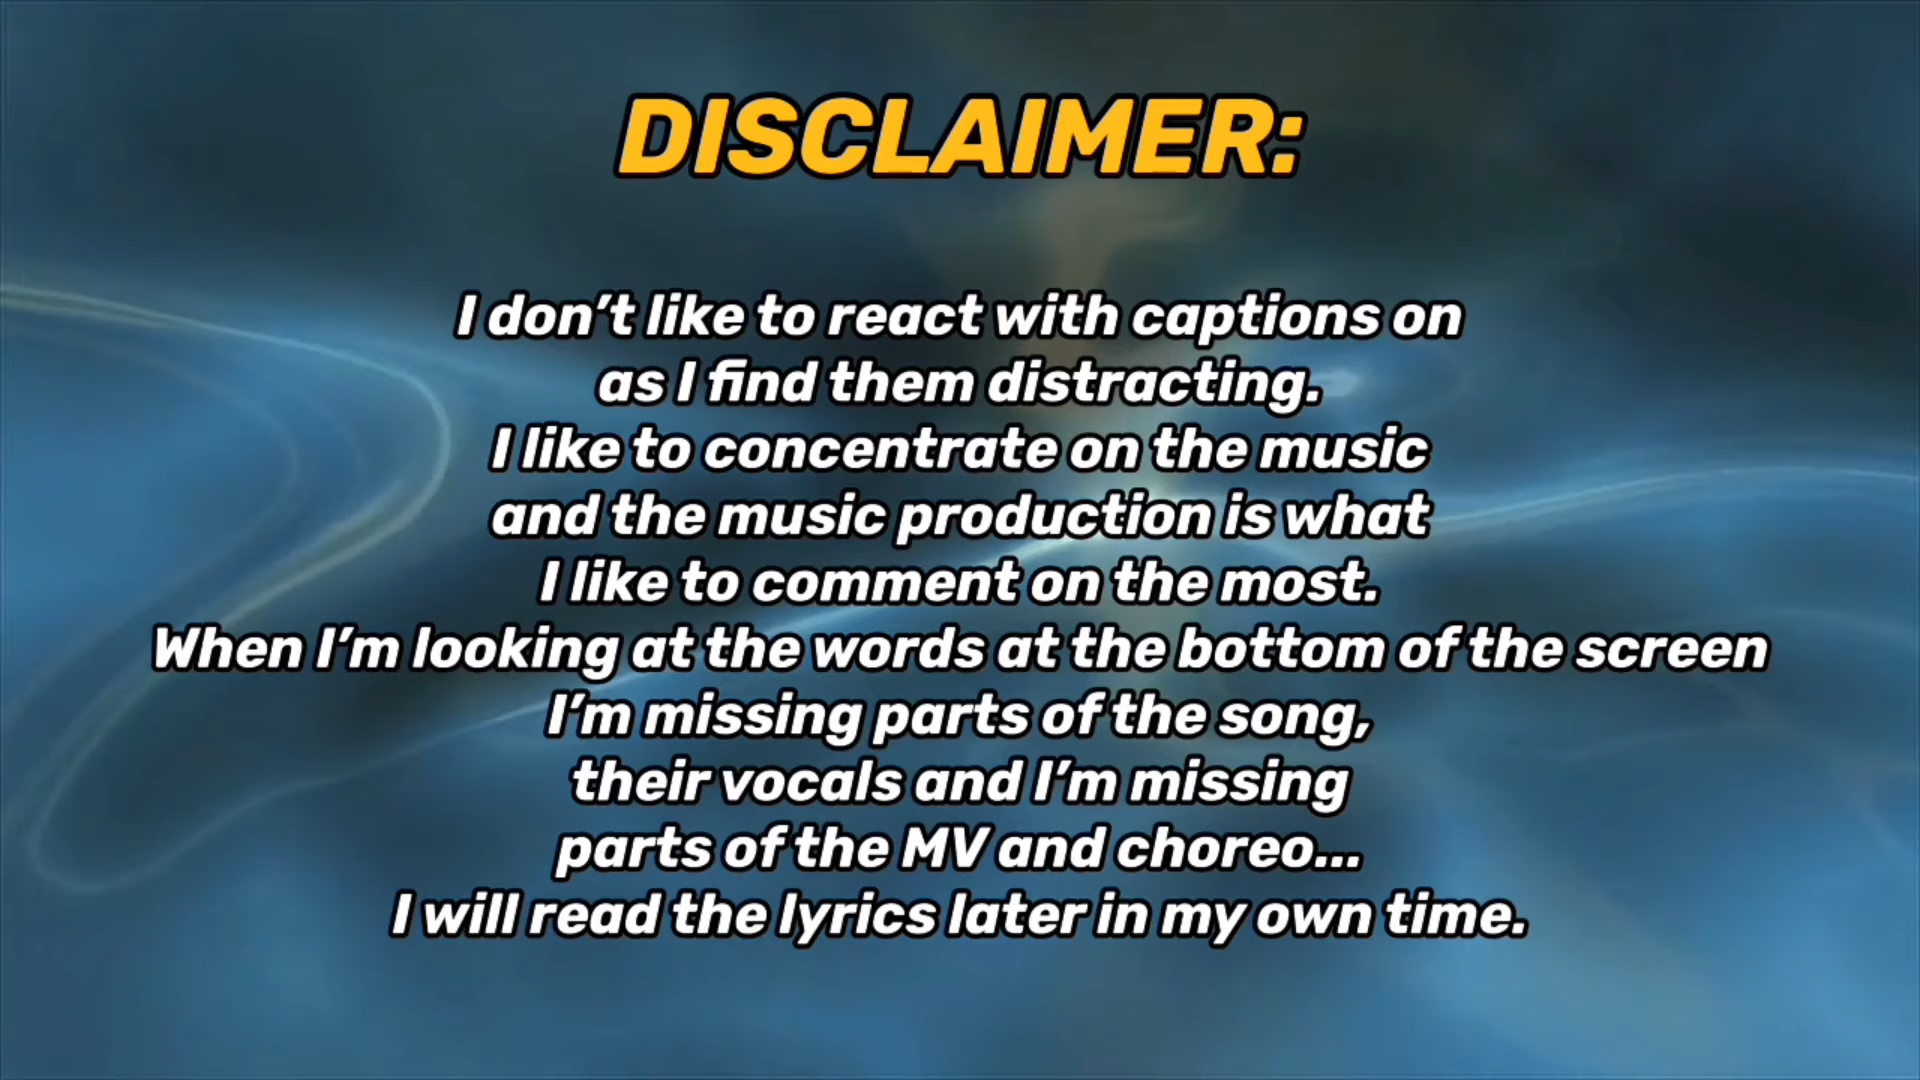 DISCLAIMER:
I don’t like to react with captions on
as I find them distracting.
I like to concentrate on the music
and the music production is what
I like to comment on the most.
When I’m looking at the words at the bottom of the screen
I’m missing parts of the song,
their vocals and I’m missing
parts of the MV and choreo...
I will read the lyrics later in my own time.